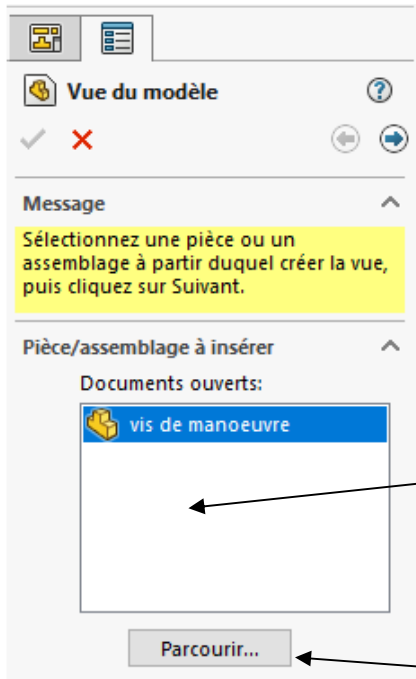 Vue du modèle
?
Message
Sélectionnez une pièce ou un
assemblage à partir duquel créer la vue,
puis cliquez sur Suivant.
Pièce/assemblage à insérer
Documents ouverts:
vis de manoeuvre
Parcourir...